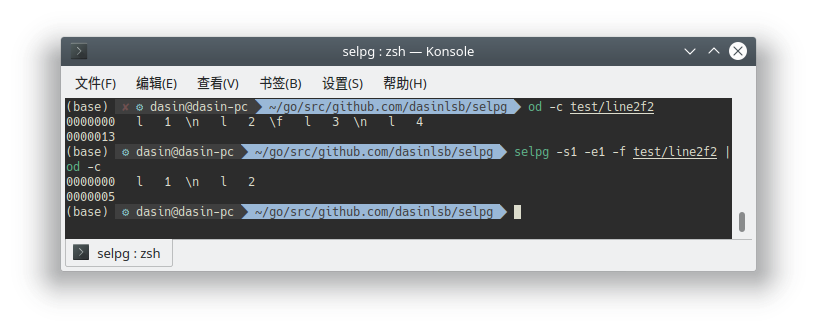 selpg : zsh — Konsole
文件(F) 编辑(E) 查看(V) 书签(B) 设置(S) 帮助(H)
(base) ✘ ⚙ dasin@dasin-pc ~/go/src/github.com/dasinlsb/selpg od -c test/line2f2
0000000 l 1 \n l 2 \f l 3 \n l 4
0000013
(base) ⚙ dasin@dasin-pc ~/go/src/github.com/dasinlsb/selpg selpg -s1 -e1 -f test/line2f2 |
od -c
0000000 l 1 \n l 2
0000005
(base) ⚙ dasin@dasin-pc ~/go/src/github.com/dasinlsb/selpg
selpg : zsh